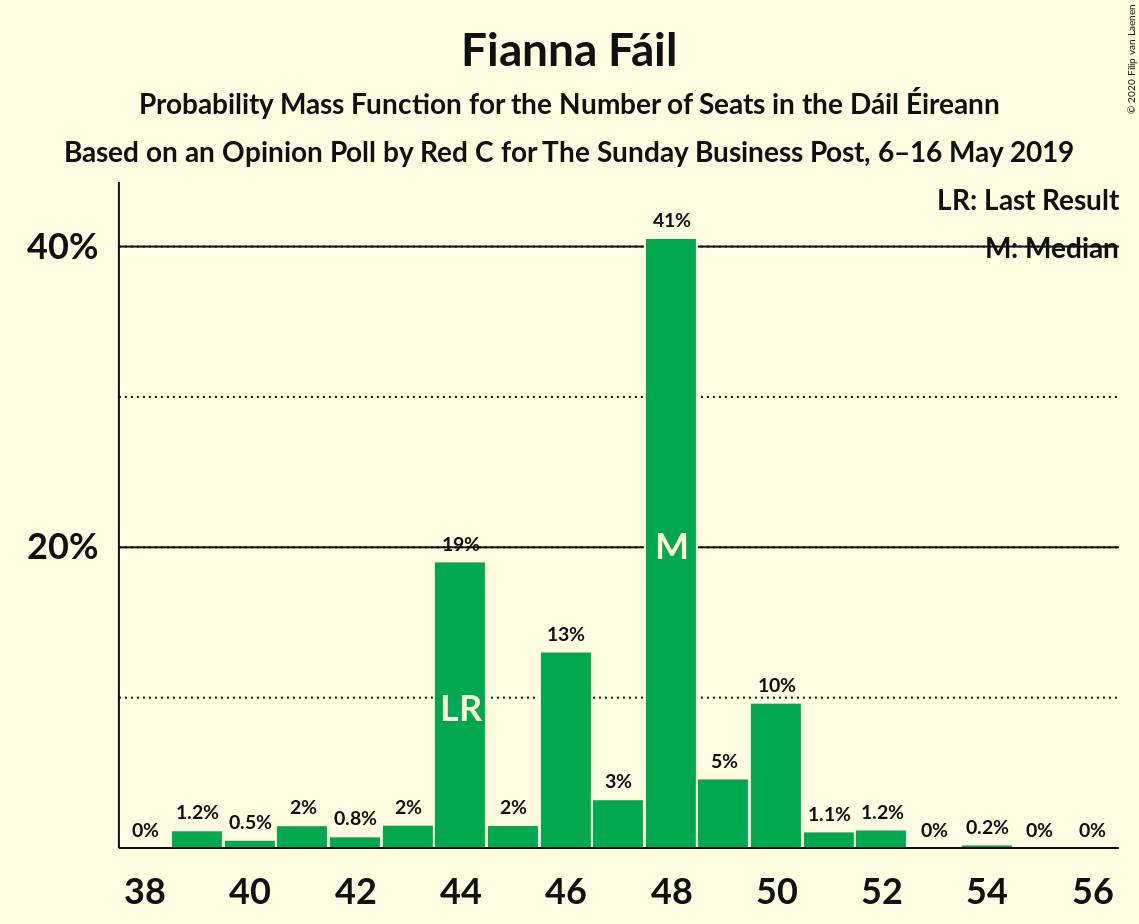 Fianna Fáil
Probability Mass Function for the Number of Seats in the Dáil Éireann
Based on an Opinion Poll by Red C for The Sunday Business Post, 6–16 May 2019
© 2020 Filip van Laenen
LR: Last Result
M: Median
40%
20%
0%
1.2%
0.5%
2%
0.8%
2%
19%
LR
2%
13%
3%
41%
M
5%
10%
1.1%
1.2%
0%
0.2%
0%
0%
38 40 42 44 46 48 50 52 54 56